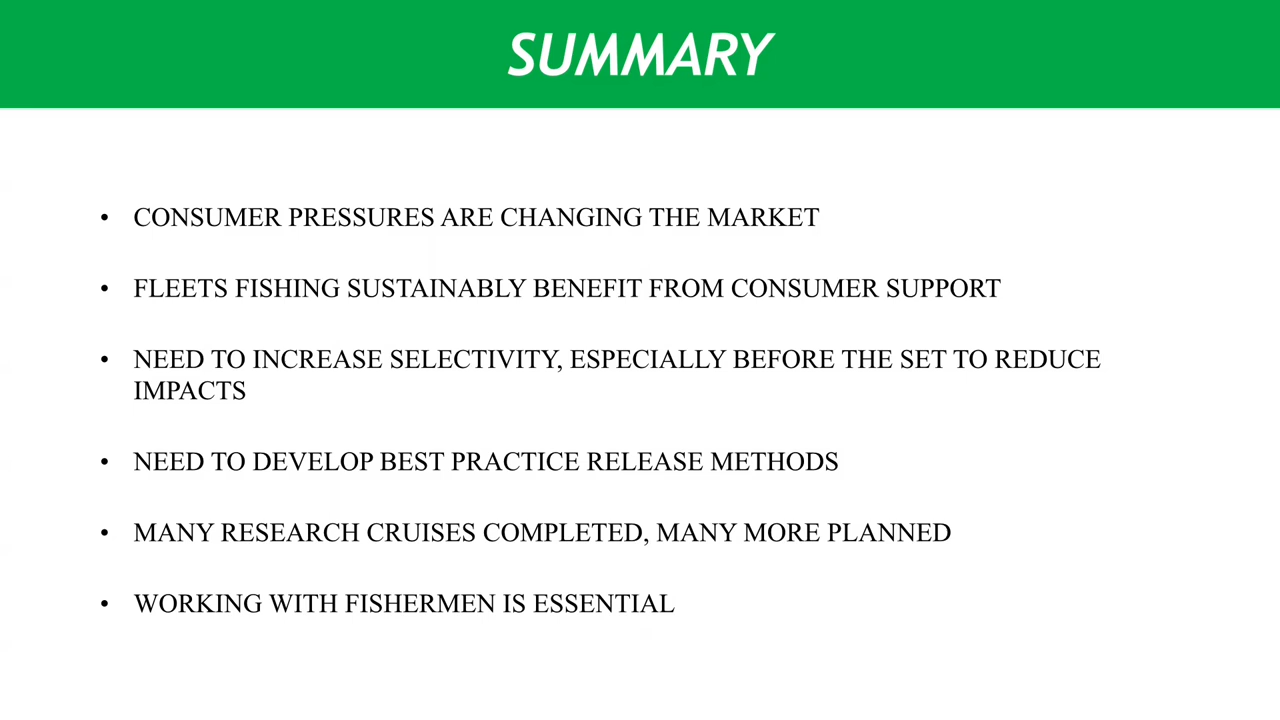 SUMMARY
• CONSUMER PRESSURES ARE CHANGING THE MARKET
• FLEETS FISHING SUSTAINABLY BENEFIT FROM CONSUMER SUPPORT
• NEED TO INCREASE SELECTIVITY, ESPECIALLY BEFORE THE SET TO REDUCE
IMPACTS
• NEED TO DEVELOP BEST PRACTICE RELEASE METHODS
• MANY RESEARCH CRUISES COMPLETED, MANY MORE PLANNED
• WORKING WITH FISHERMEN IS ESSENTIAL